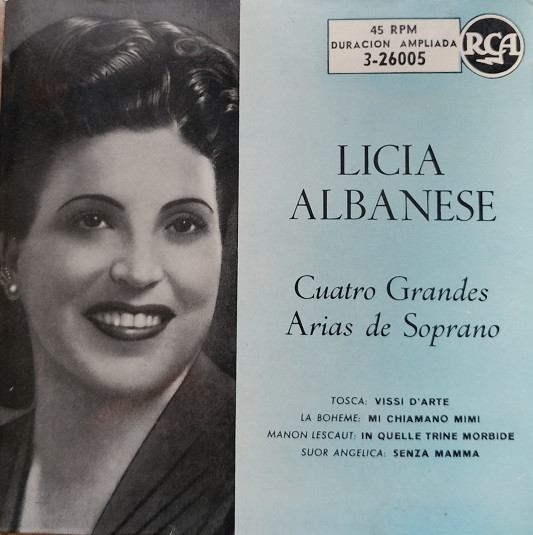 45 RPM
DURACION AMPLIADA
3-26005
RCA
LICIA
ALBANESE
Cuatro Grandes
Arias de Soprano
TOSCA: VISSI D'ARTE
LA BOHEME: MI CHIAMANO MIMI
MANON LESCAUT: IN QUELLE TRINE MORBIDE
SUOR ANGELICA: SENZA MAMMA